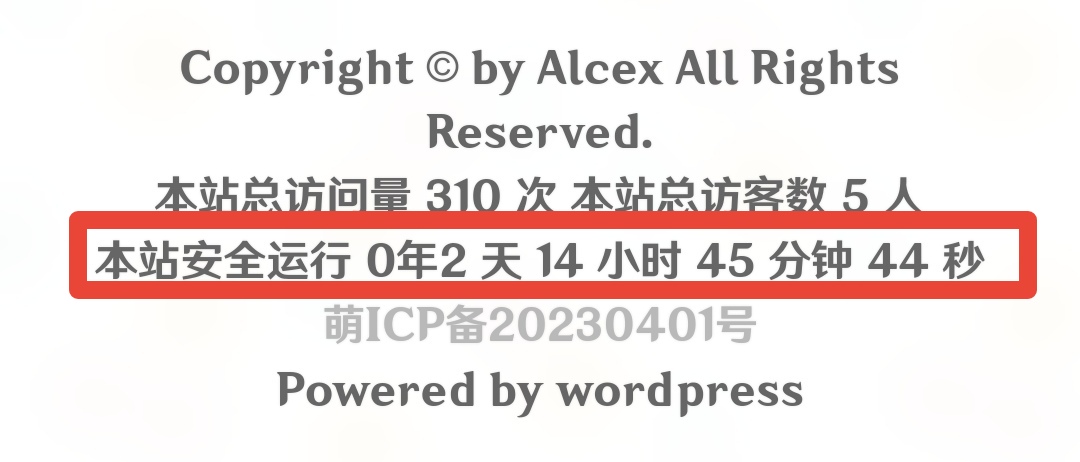 Copyright © by Alcex All Rights
Reserved.
本站总访问量 310 次 本站总访客数 5 人
本站安全运行 0年2 天 14 小时 45 分钟 44 秒
萌ICP备20230401号
Powered by wordpress